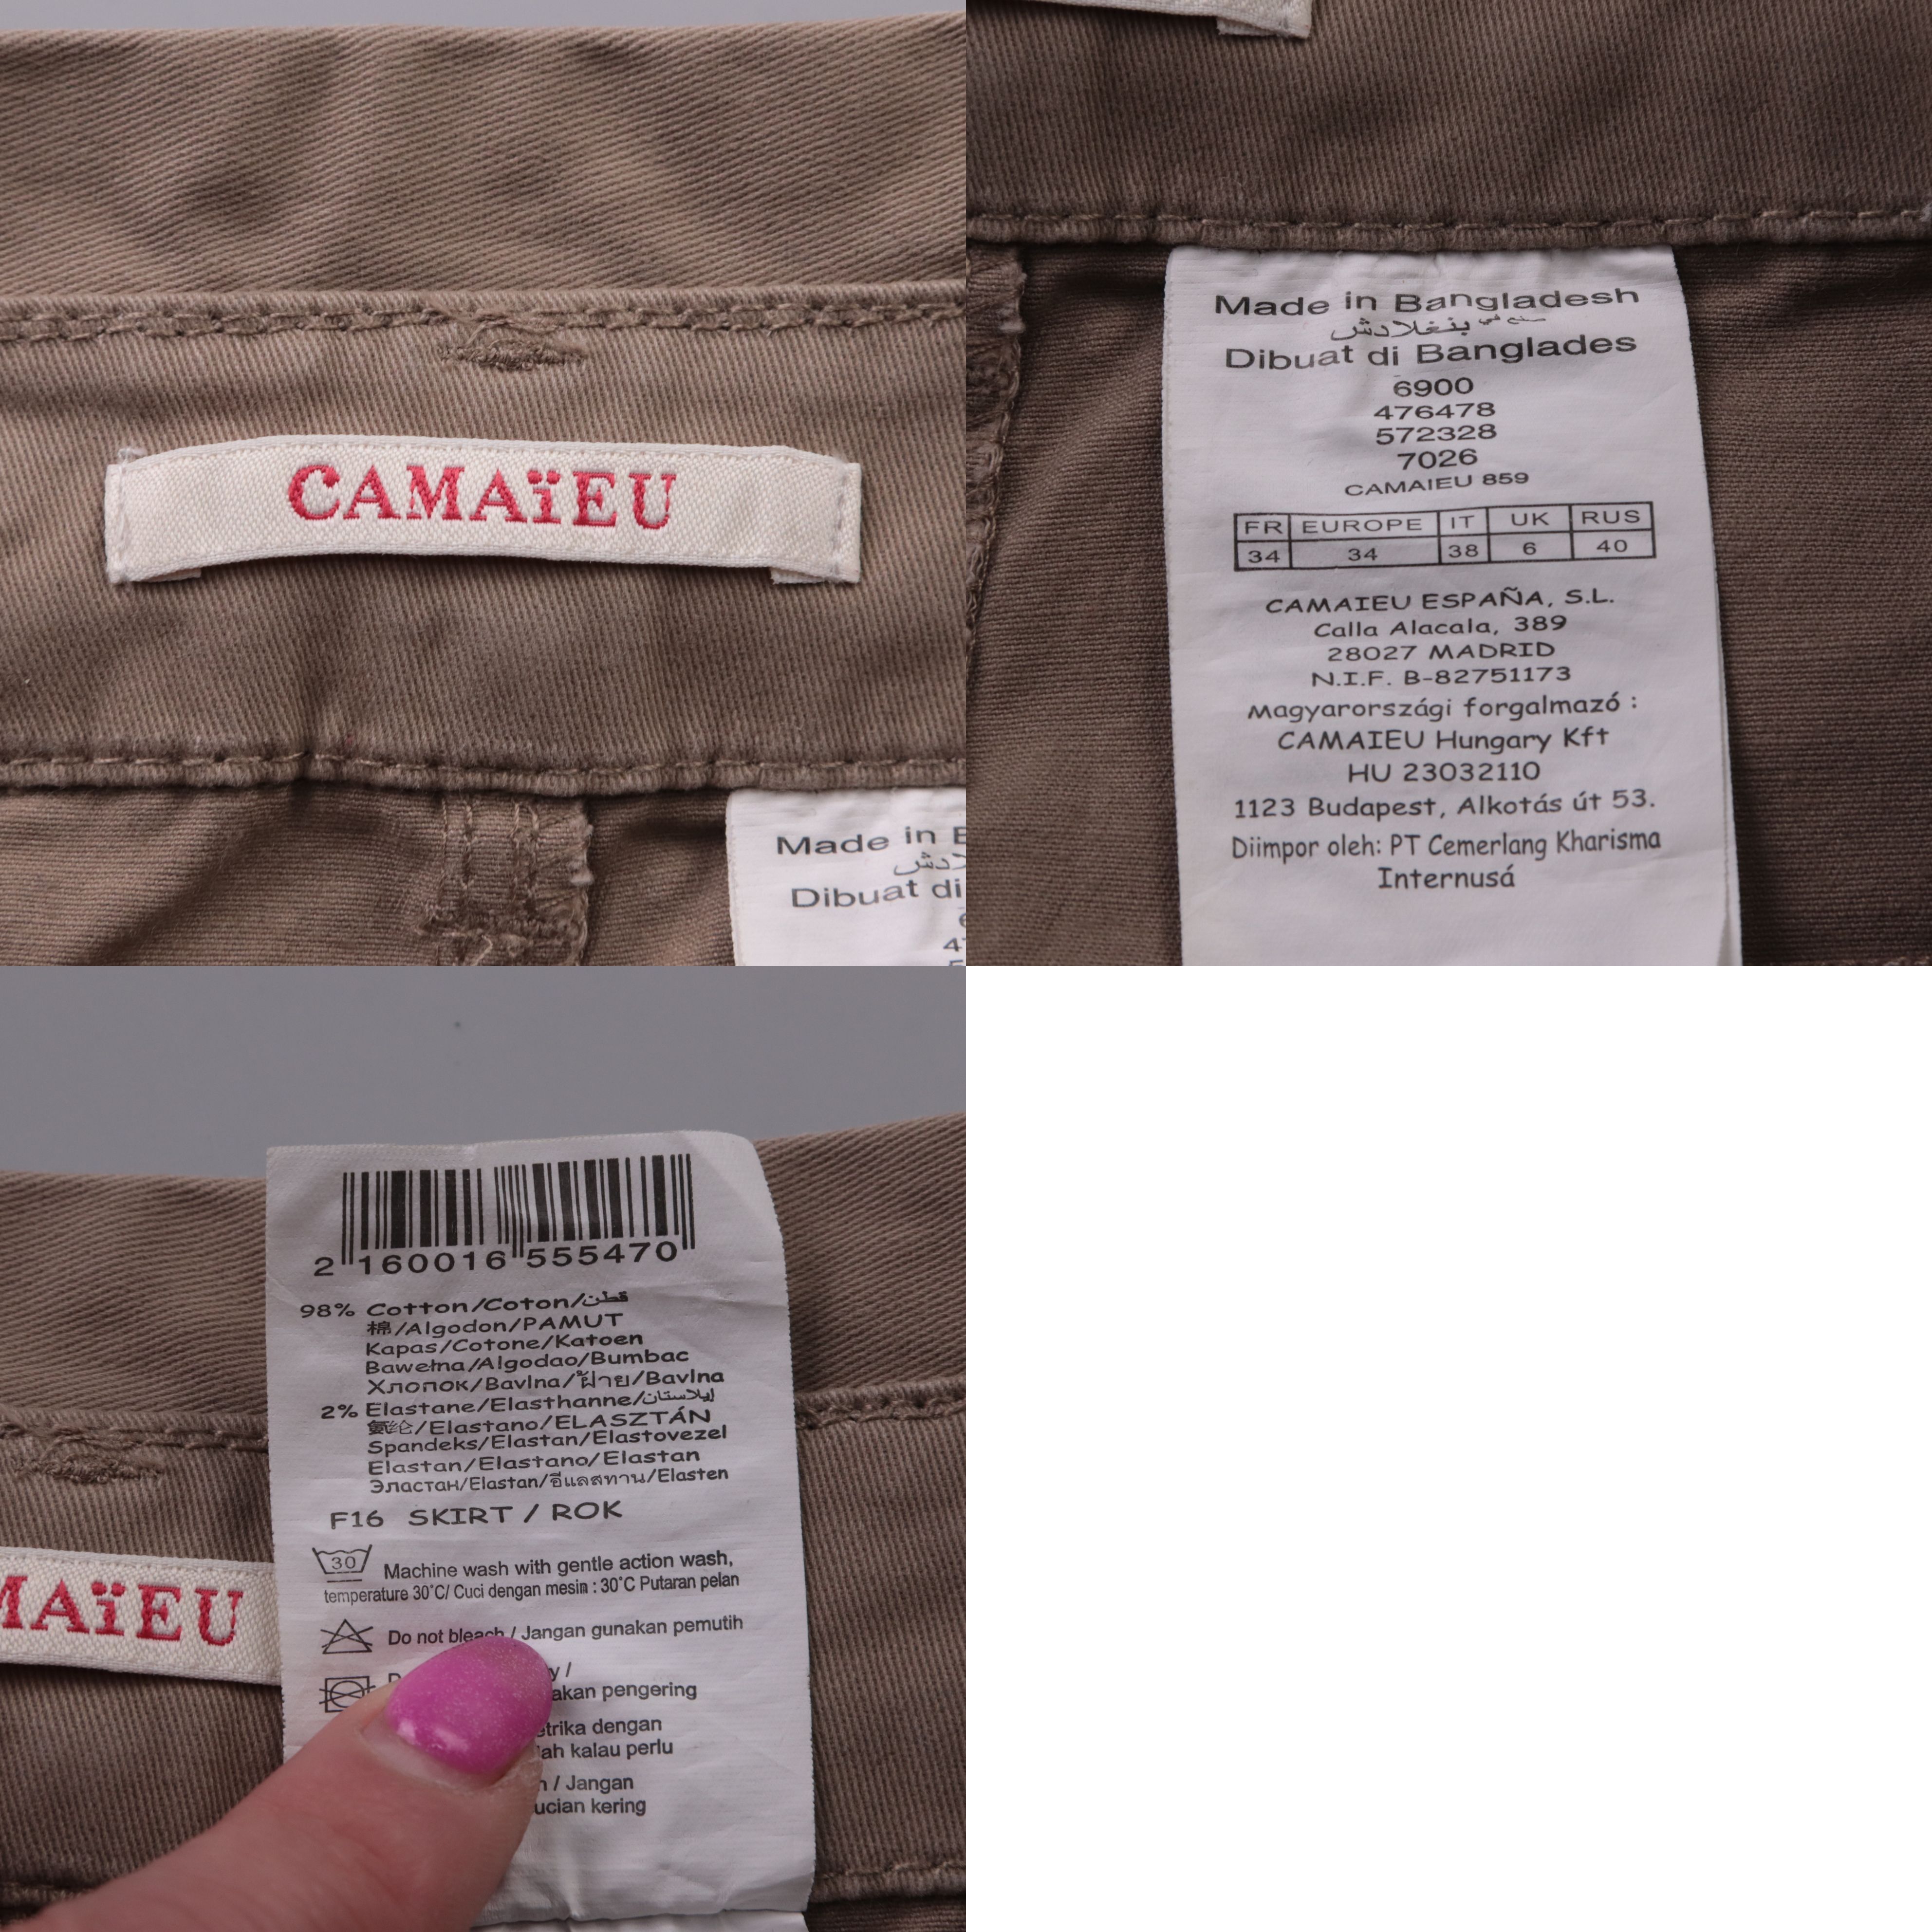 CAMAïEU
Made in
Dibuat di
Made in Bangladesh
صنع في بنغلادش
Dibuat di Banglades
6900
476478
572328
7026
CAMAIEU 859
FR EUROPE IT UK RUS
34 34 38 6 40
CAMAIEU ESPAÑA, S.L.
Calla Alacala, 389
28027 MADRID
N.I.F. B-82751173
Magyarországi forgalmazó :
CAMAIEU Hungary Kft
HU 23032110
1123 Budapest, Alkotás út 53.
Diimpor oleh: PT Cemerlang Kharisma
Internusá
2 160016 555470
98% Cotton/Coton/قطن
棉/Algodon/PAMUT
Kapas/Cotone/Katoen
Bawełna/Algodao/Bumbac
Хлопок/Bavlna/ฝ้าย/Bavlna
2% Elastane/Elasthanne/إيلاستان
氨纶/Elastano/ELASZTÁN
Spandeks/Elastan/Elastovezel
Elastan/Elastano/Elastan
Эластан/Elastan/อีแลสทาน/Elasten
F16 SKIRT / ROK
30 Machine wash with gentle action wash,
temperature 30°C/ Cuci dengan mesin : 30°C Putaran pelan
Do not bleach / Jangan gunakan pemutih
pengering
dengan
kalau perlu
/ Jangan
kering
MAïEU